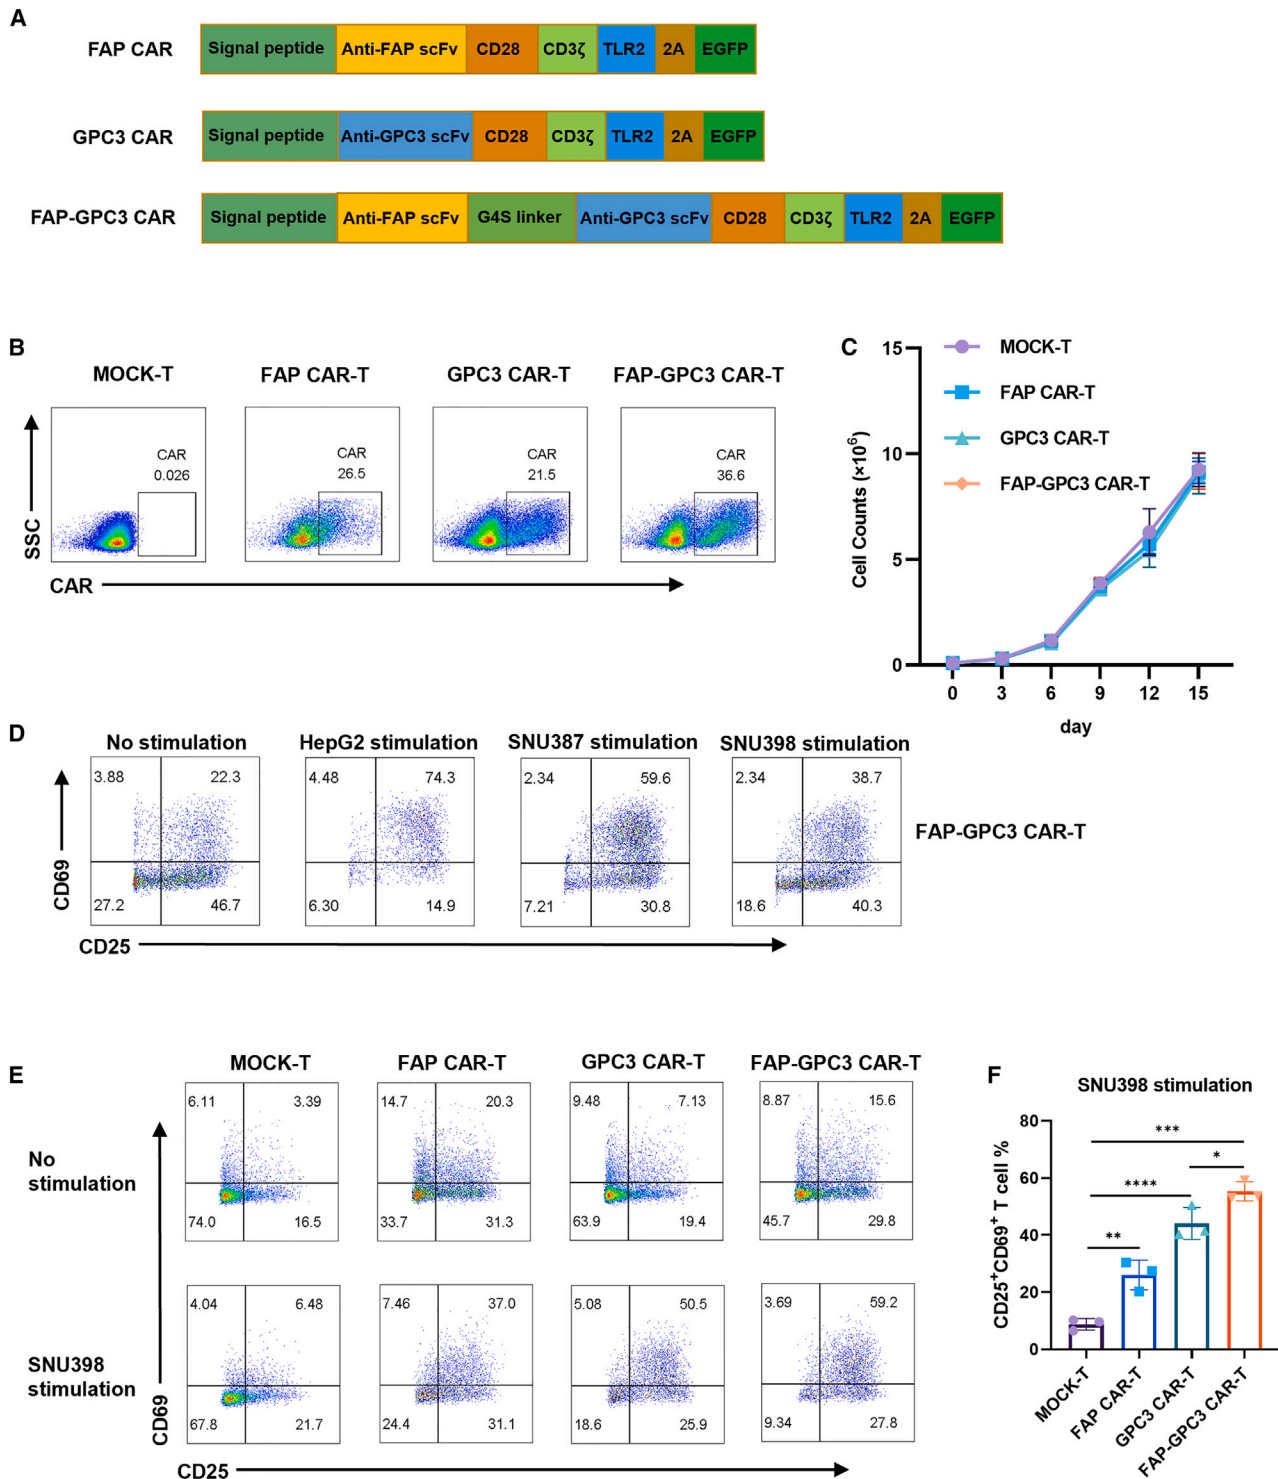 A
FAP CAR
Signal peptide Anti-FAP scFv CD28 CD3ζ TLR2 2A EGFP
GPC3 CAR
Signal peptide Anti-GPC3 scFv CD28 CD3ζ TLR2 2A EGFP
FAP-GPC3 CAR
Signal peptide Anti-FAP scFv G4S linker Anti-GPC3 scFv CD28 CD3ζ TLR2 2A EGFP
B
MOCK-T FAP CAR-T GPC3 CAR-T FAP-GPC3 CAR-T
CAR CAR CAR CAR
0.026 26.5 21.5 36.6
SSC
CAR
C
MOCK-T
FAP CAR-T
GPC3 CAR-T
FAP-GPC3 CAR-T
Cell Counts (×10⁶)
15
10
5
0
0 3 6 9 12 15
day
D
No stimulation HepG2 stimulation SNU387 stimulation SNU398 stimulation
3.88 22.3 4.48 74.3 2.34 59.6 2.34 38.7
FAP-GPC3 CAR-T
CD69
27.2 46.7 6.30 14.9 7.21 30.8 18.6 40.3
CD25
E
MOCK-T FAP CAR-T GPC3 CAR-T FAP-GPC3 CAR-T
No
stimulation
6.11 3.39 14.7 20.3 9.48 7.13 8.87 15.6
74.0 16.5 33.7 31.3 63.9 19.4 45.7 29.8
SNU398
stimulation
4.04 6.48 7.46 37.0 5.08 50.5 3.69 59.2
67.8 21.7 24.4 31.1 18.6 25.9 9.34 27.8
CD69
CD25
F
SNU398 stimulation
CD25⁺CD69⁺ T cell %
80
60
40
20
0
***
*
****
**
MOCK-T
FAP CAR-T
GPC3 CAR-T
FAP-GPC3 CAR-T